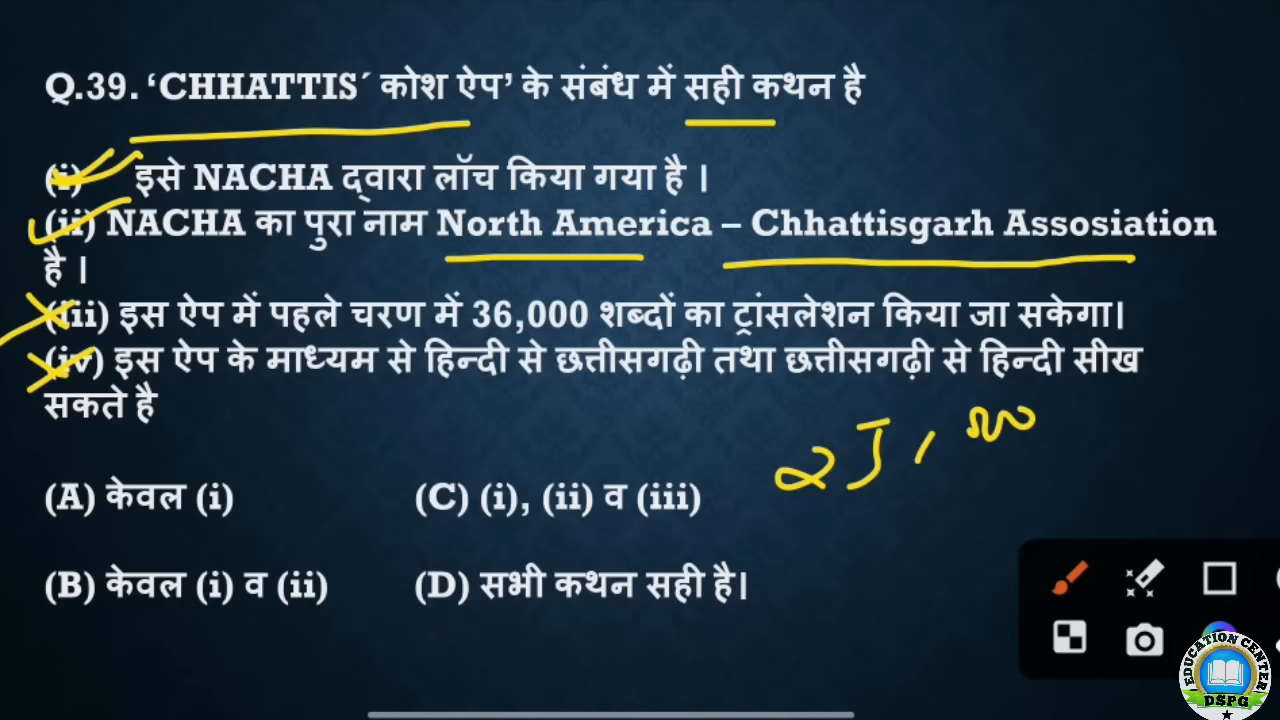 Q.39. ‘CHHATTIS´ कोश ऐप’ के संबंध में सही कथन है
(i) इसे NACHA द्वारा लॉच किया गया है ।
(ii) NACHA का पुरा नाम North America – Chhattisgarh Assosiation
है ।
(iii) इस ऐप में पहले चरण में 36,000 शब्दों का ट्रांसलेशन किया जा सकेगा।
(iv) इस ऐप के माध्यम से हिन्दी से छत्तीसगढ़ी तथा छत्तीसगढ़ी से हिन्दी सीख
सकते है
(A) केवल (i) (C) (i), (ii) व (iii)
(B) केवल (i) व (ii) (D) सभी कथन सही है।
EDUCATION CENTER
DSPG